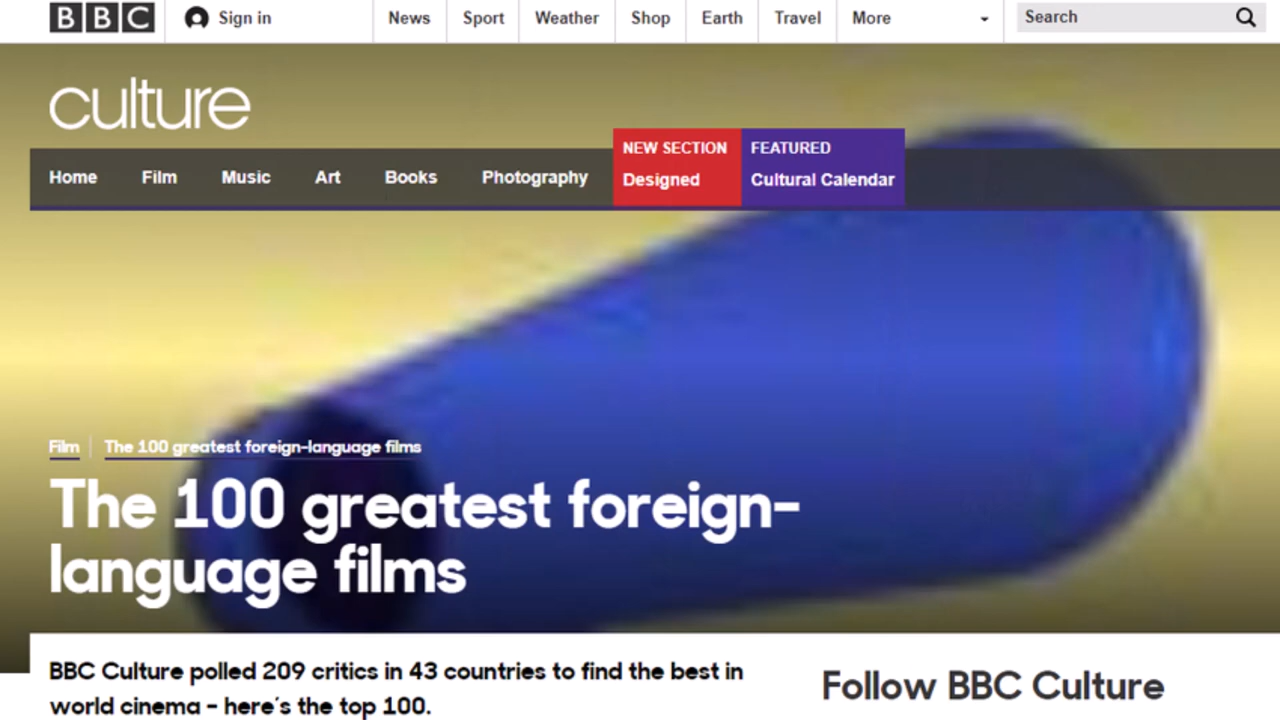 BBC Sign in News Sport Weather Shop Earth Travel More Search
culture
NEW SECTION FEATURED
Home Film Music Art Books Photography Designed Cultural Calendar
Film The 100 greatest foreign-language films
The 100 greatest foreign-
language films
BBC Culture polled 209 critics in 43 countries to find the best in
world cinema – here's the top 100.
Follow BBC Culture